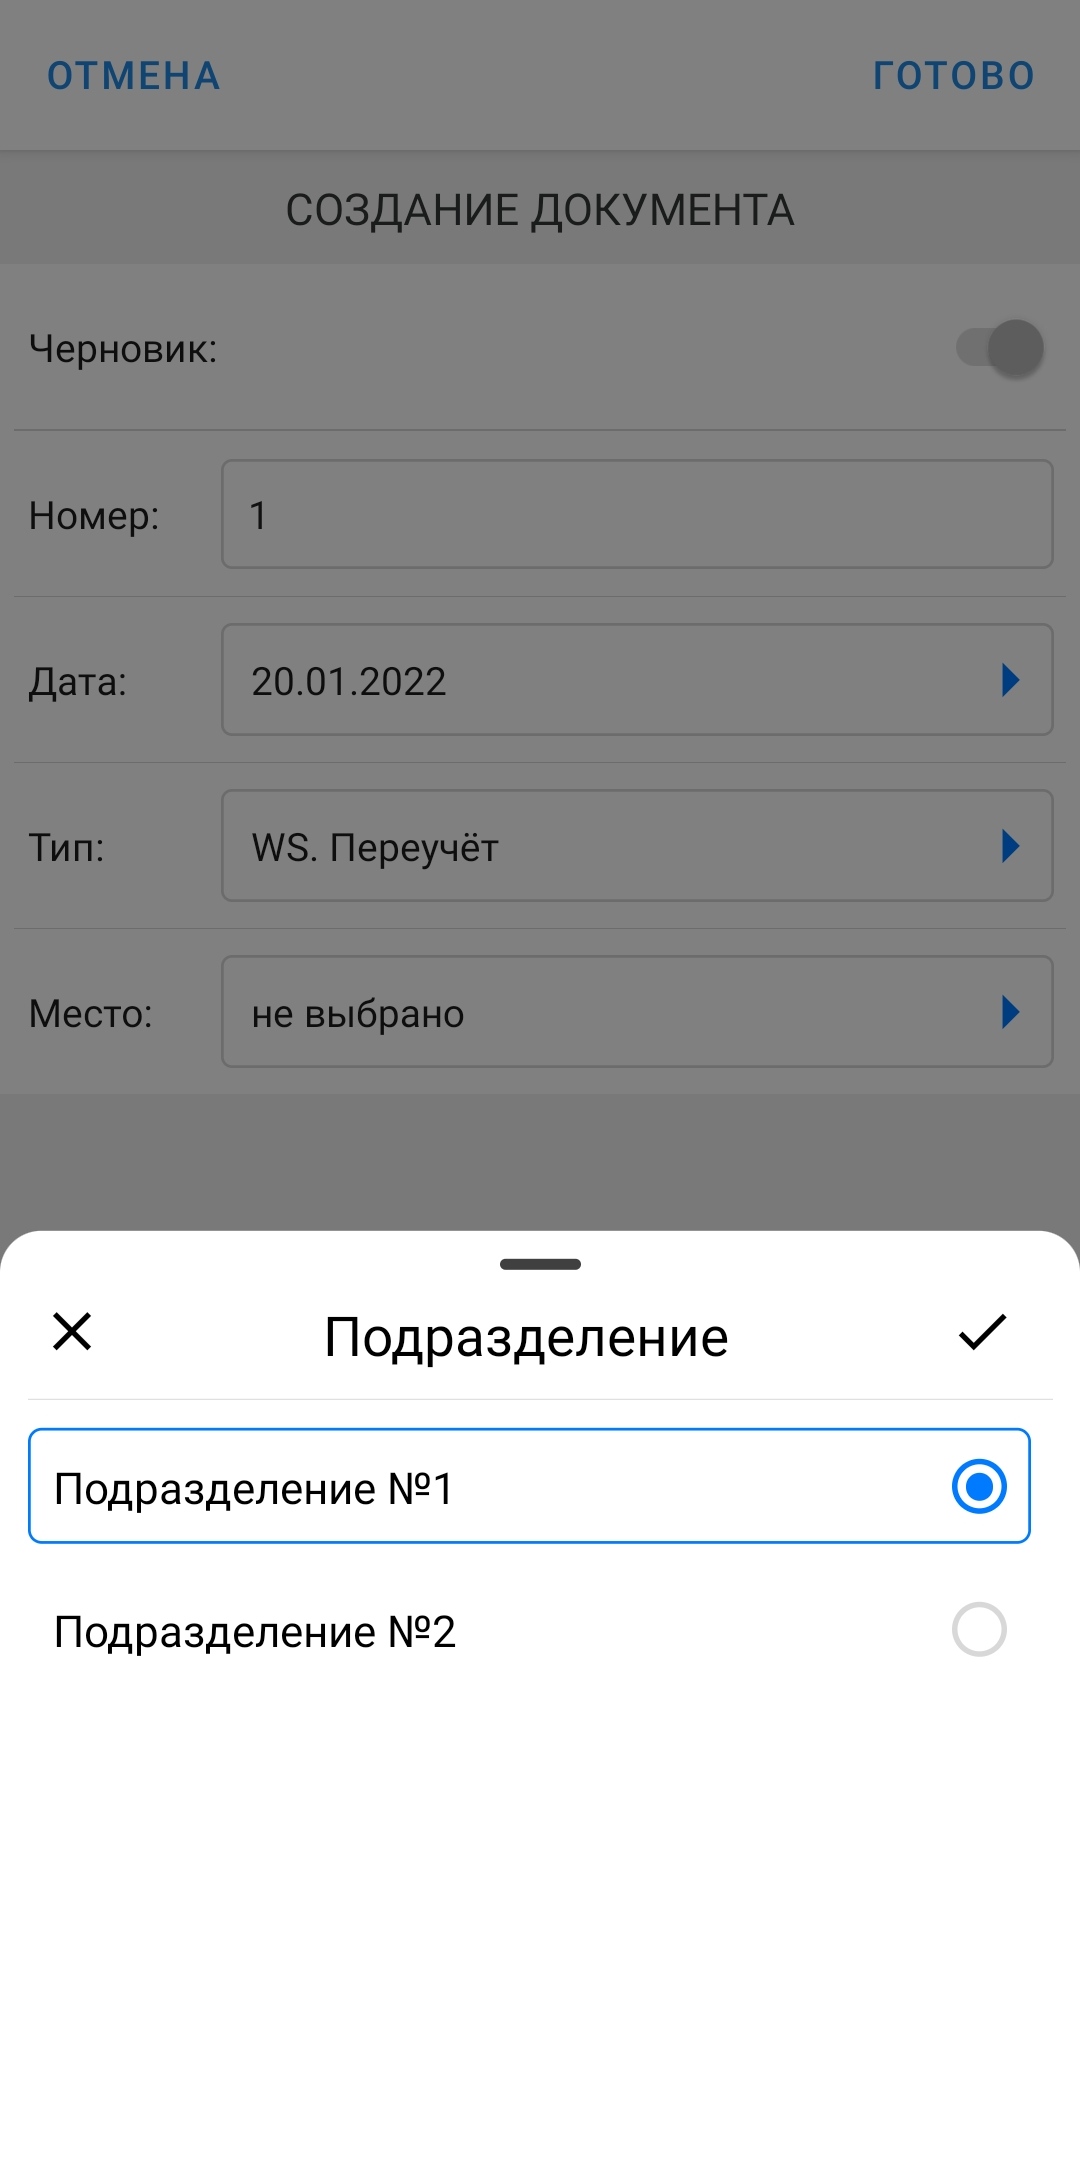 ОТМЕНА ГОТОВО
СОЗДАНИЕ ДОКУМЕНТА
Черновик:
Номер: 1
Дата: 20.01.2022
Тип: WS. Переучёт
Место: не выбрано
Подразделение
Подразделение №1
Подразделение №2